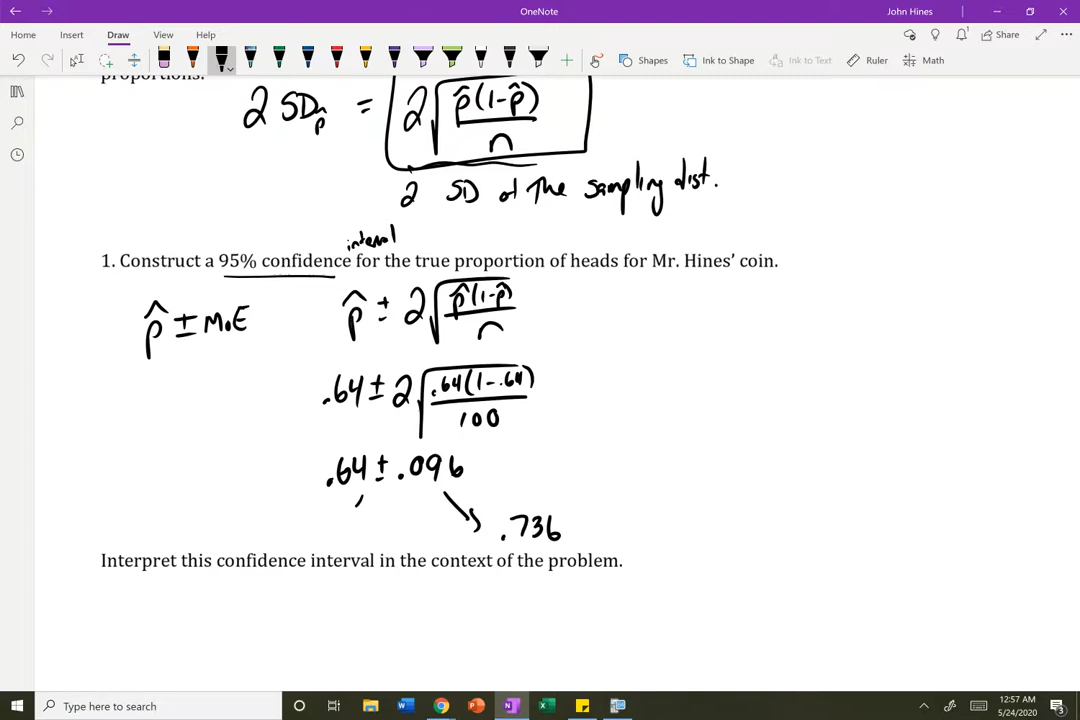 OneNote
John Hines
Home Insert Draw View Help
Share
Shapes Ink to Shape Ink to Text Ruler Math
proportions.
2 SDp̂ = 2√(p̂(1-p̂)/n)
2 SD of the sampling dist.
interval
1. Construct a 95% confidence for the true proportion of heads for Mr. Hines’ coin.
p̂ ± M.E p̂ ± 2√(p̂(1-p̂)/n)
.64 ± 2√(.64(1-.64)/100)
.64 ± .096
.736
Interpret this confidence interval in the context of the problem.
Type here to search
12:57 AM
5/24/2020
3